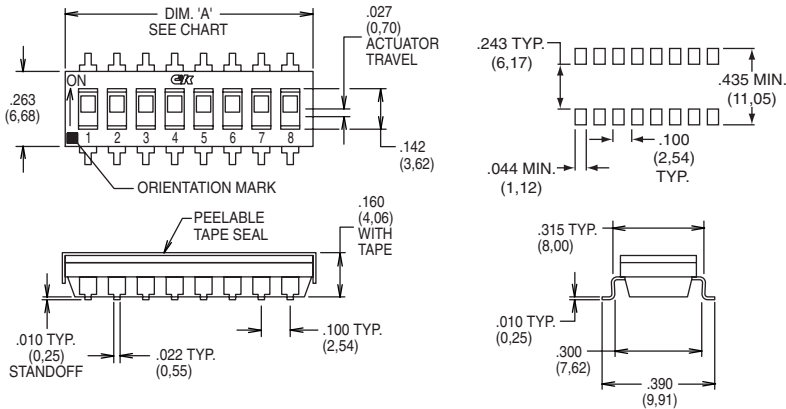 DIM. 'A'
SEE CHART
.027
(0,70)
ACTUATOR
TRAVEL
ON
C&K
.263
(6,68)
1 2 3 4 5 6 7 8
.142
(3,62)
ORIENTATION MARK
.243 TYP.
(6,17)
.435 MIN.
(11,05)
.100
(2,54)
TYP.
.044 MIN.
(1,12)
PEELABLE
TAPE SEAL
.160
(4,06)
WITH
TAPE
.010 TYP.
(0,25)
STANDOFF
.022 TYP.
(0,55)
.100 TYP.
(2,54)
.315 TYP.
(8,00)
.010 TYP.
(0,25)
.300
(7,62)
.390
(9,91)